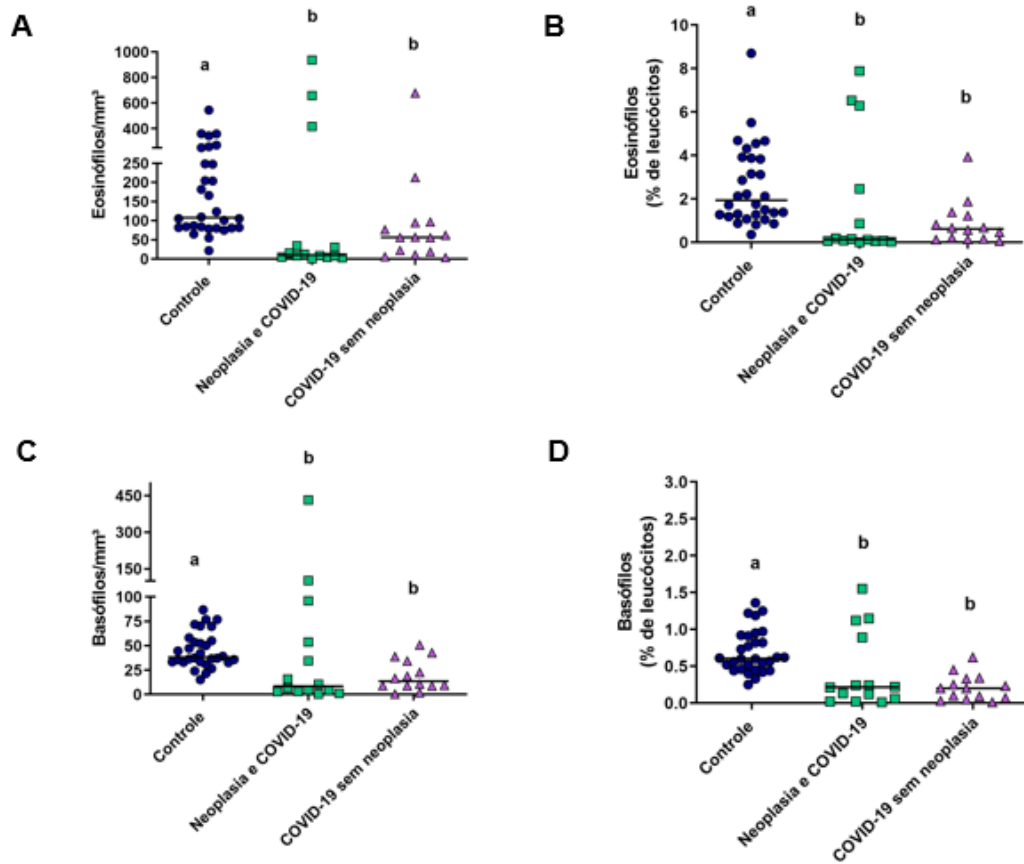 A
b
a
b
Eosinófilos/mm³
1000
800
600
400
250
200
150
100
50
0
Controle
Neoplasia e COVID-19
COVID-19 sem neoplasia
B
a
b
b
Eosinófilos
(% de leucócitos)
10
8
6
4
2
0
Controle
Neoplasia e COVID-19
COVID-19 sem neoplasia
C
b
a
b
Basófilos/mm³
450
300
150
100
75
50
25
0
Controle
Neoplasia e COVID-19
COVID-19 sem neoplasia
D
a
b
b
Basófilos
(% de leucócitos)
3.0
2.5
2.0
1.5
1.0
0.5
0.0
Controle
Neoplasia e COVID-19
COVID-19 sem neoplasia